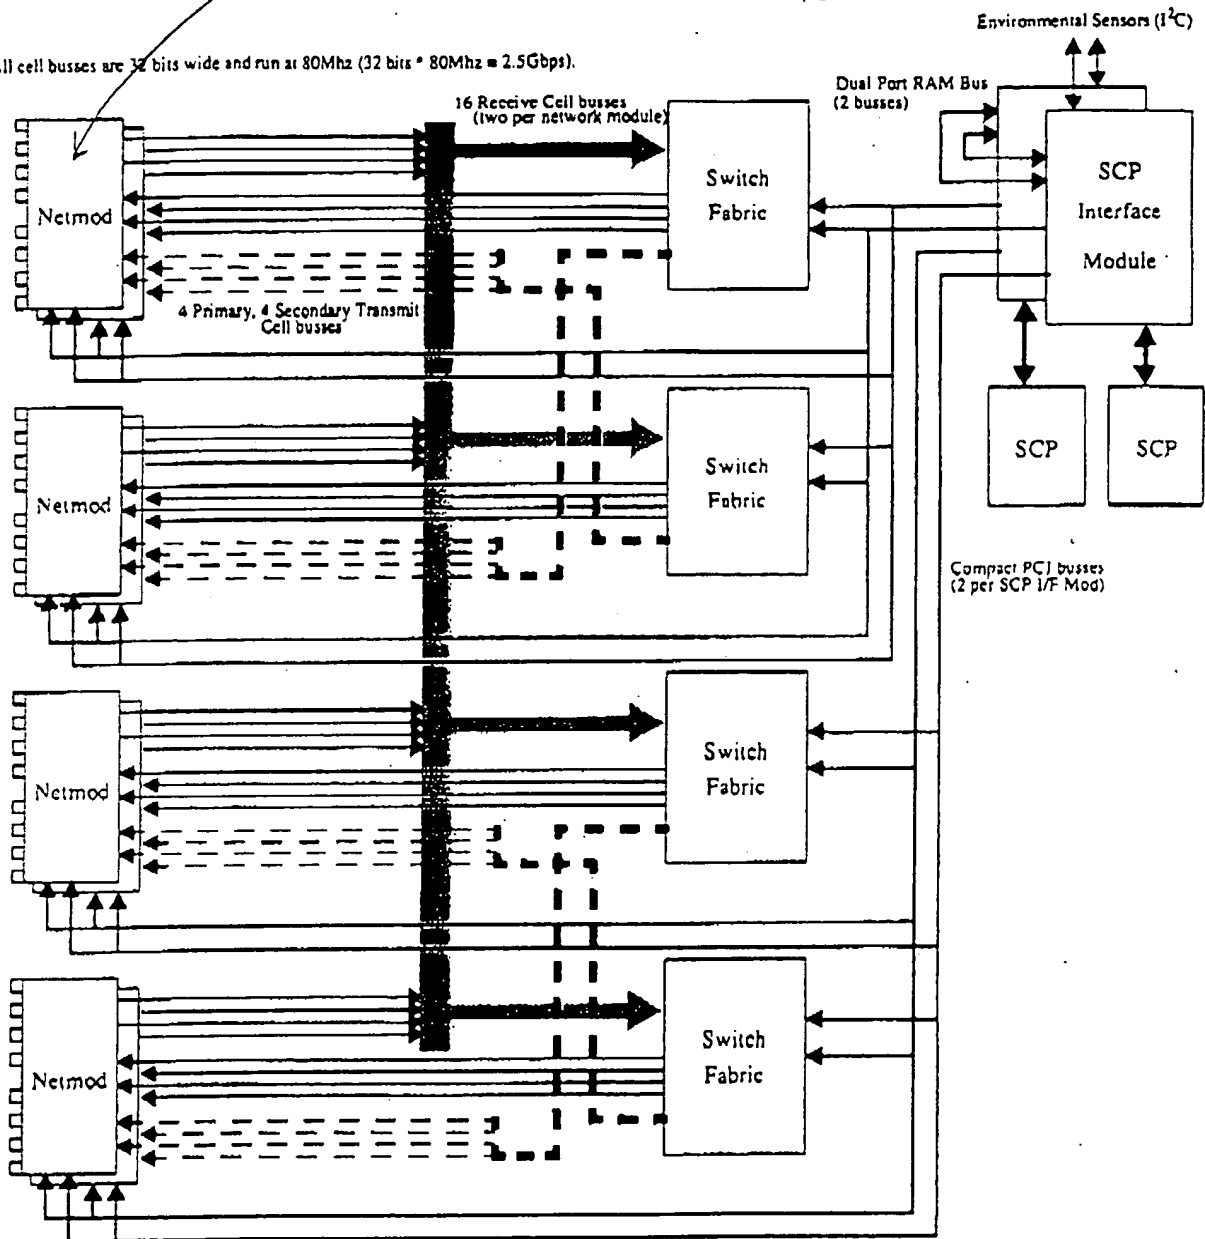 Environmental Sensors (I²C)
ll cell busses are 32 bits wide and run at 80Mhz (32 bits * 80Mhz = 2.5Gbps).
Dual Port RAM Bus
(2 busses)
16 Receive Cell busses
(two per network module)
Netmod
Switch
Fabric
SCP
Interface
Module
4 Primary, 4 Secondary Transmit
Cell busses
Netmod
Switch
Fabric
SCP
SCP
Compact PCI busses
(2 per SCP I/F Mod)
Netmod
Switch
Fabric
Netmod
Switch
Fabric